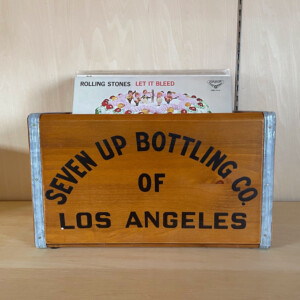 ROLLING STONES LET IT BLEED
SEVEN UP BOTTLING CO.
OF
LOS ANGELES